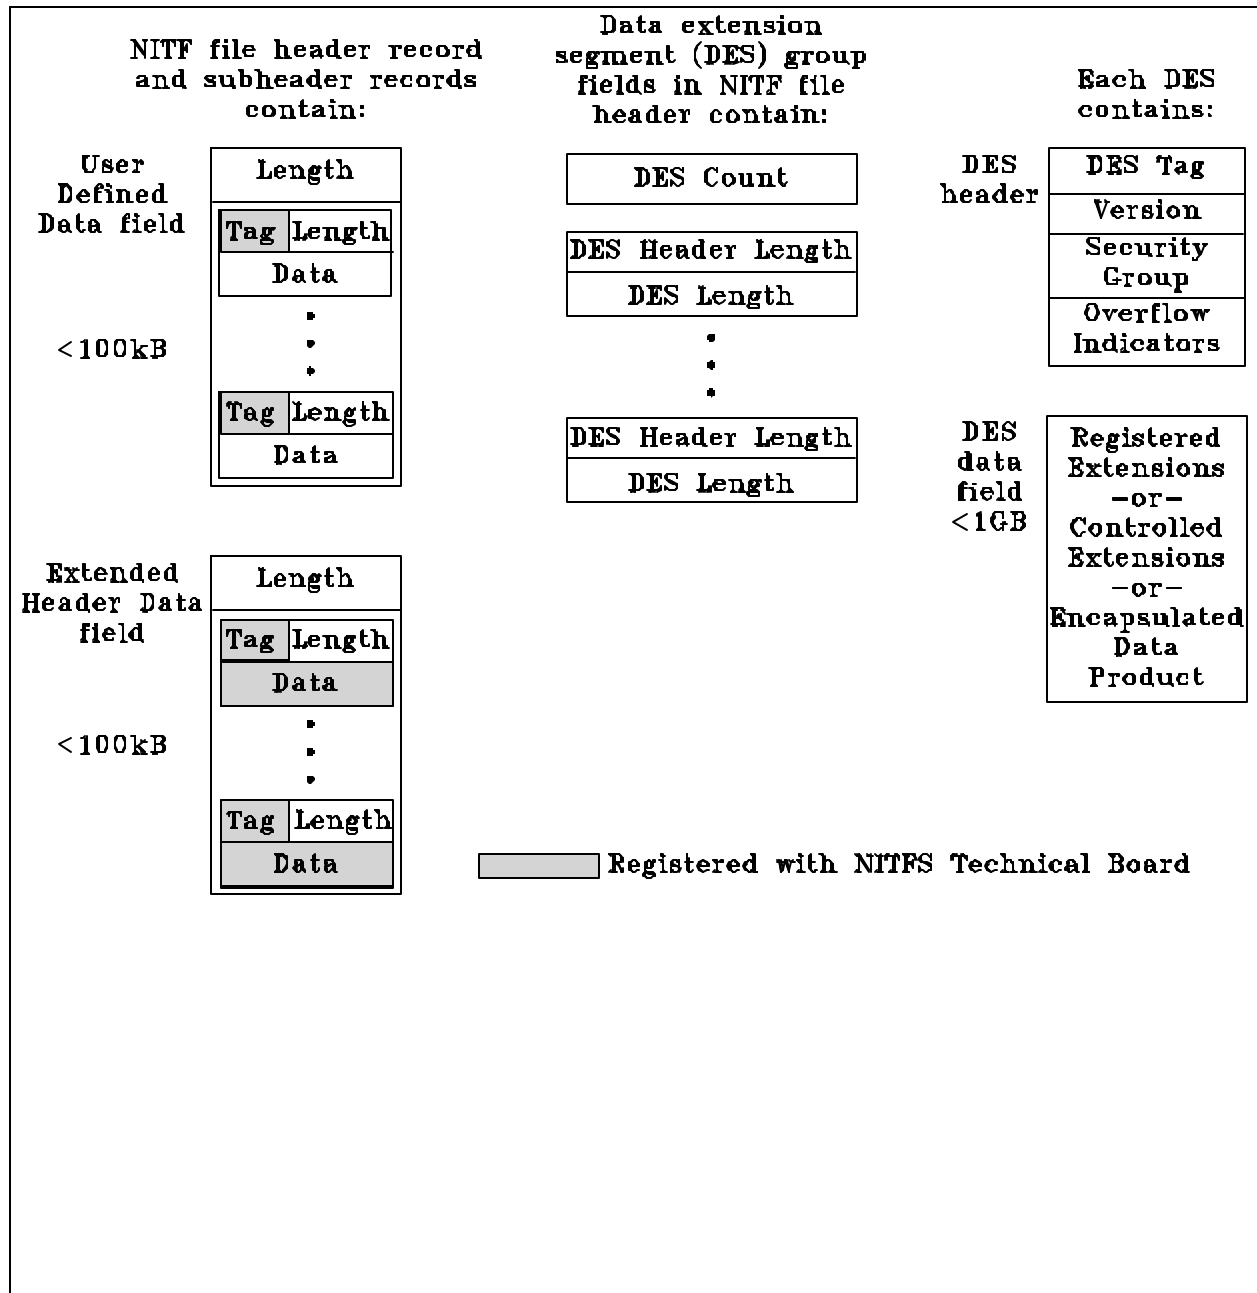 NITF file header record
and subheader records
contain:
User
Defined
Data field
<100kB
Length
Tag Length
Data
Tag Length
Data
Extended
Header Data
field
<100kB
Length
Tag Length
Data
Tag Length
Data
Data extension
segment (DES) group
fields in NITF file
header contain:
DES Count
DES Header Length
DES Length
DES Header Length
DES Length
Each DES
contains:
DES
header
DES Tag
Version
Security
Group
Overflow
Indicators
DES
data
field
<1GB
Registered
Extensions
-or-
Controlled
Extensions
-or-
Encapsulated
Data
Product
Registered with NITFS Technical Board